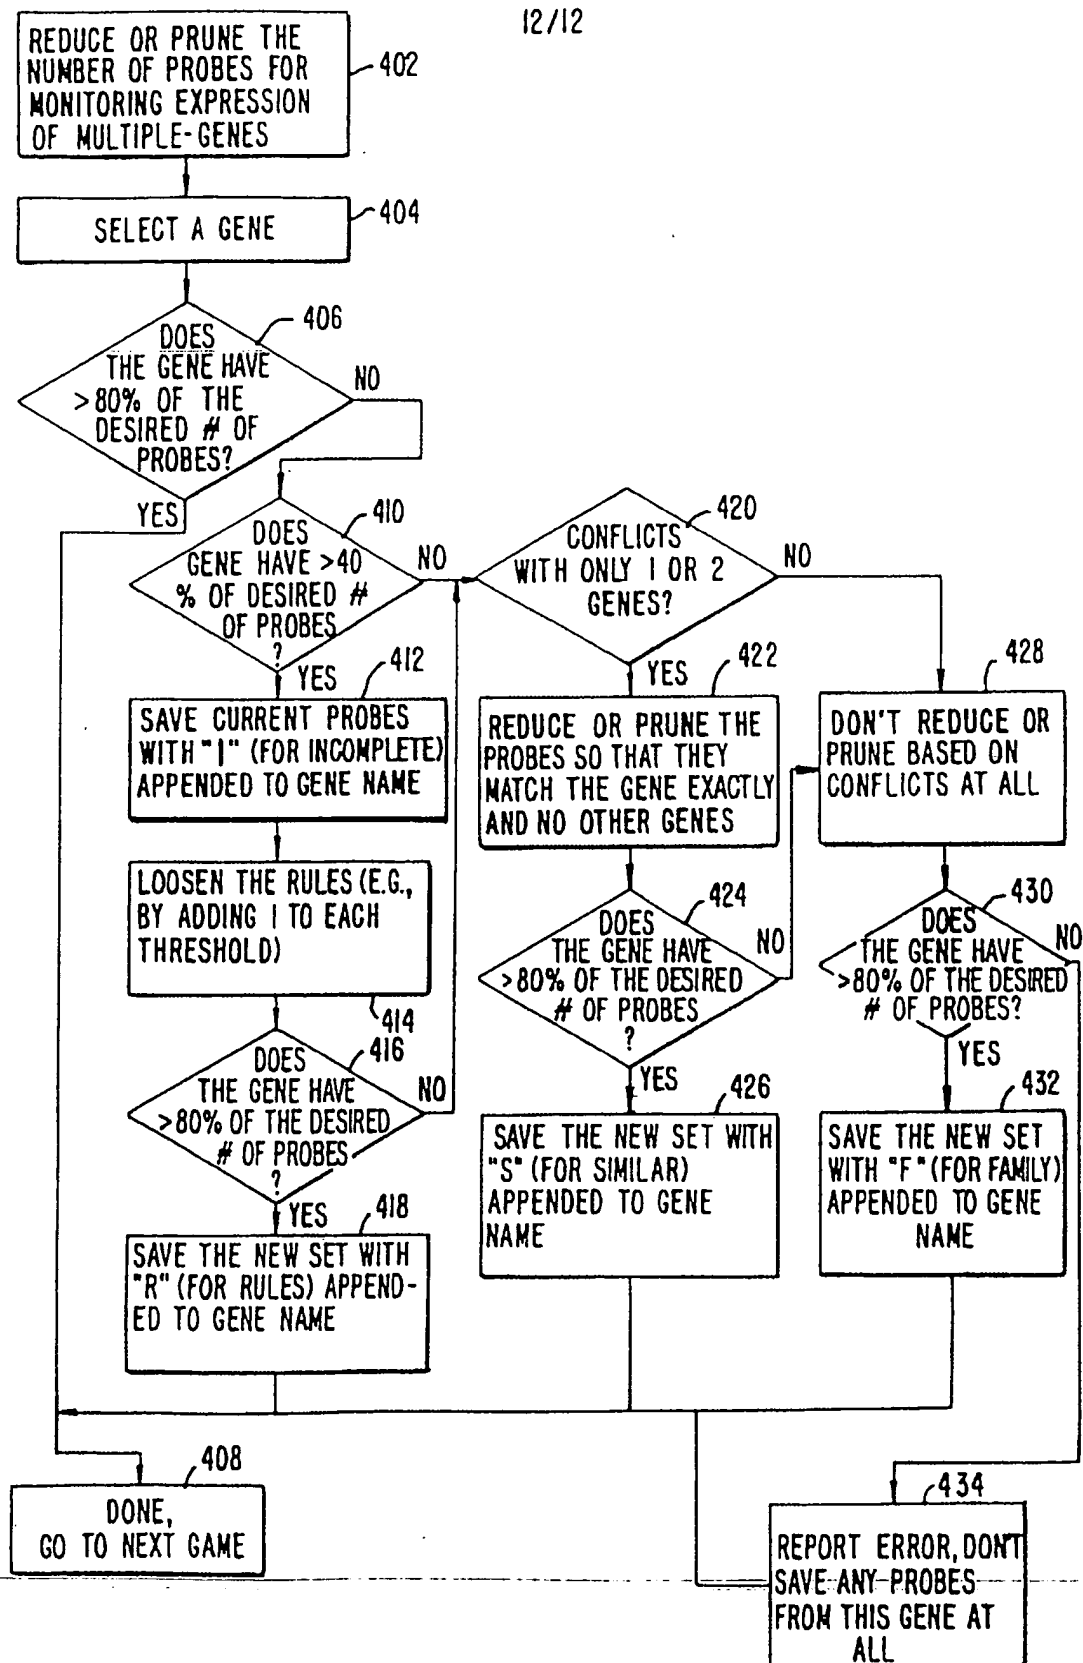 12/12
REDUCE OR PRUNE THE
NUMBER OF PROBES FOR
MONITORING EXPRESSION
OF MULTIPLE-GENES
402
SELECT A GENE
404
406
DOES
THE GENE HAVE
>80% OF THE
DESIRED # OF
PROBES?
NO
YES
410
DOES
GENE HAVE >40
% OF DESIRED #
OF PROBES
?
NO
YES
412
SAVE CURRENT PROBES
WITH "I" (FOR INCOMPLETE)
APPENDED TO GENE NAME
LOOSEN THE RULES (E.G.,
BY ADDING 1 TO EACH
THRESHOLD)
414
416
DOES
THE GENE HAVE
>80% OF THE DESIRED
# OF PROBES
?
NO
YES
418
SAVE THE NEW SET WITH
"R" (FOR RULES) APPEND-
ED TO GENE NAME
420
CONFLICTS
WITH ONLY 1 OR 2
GENES?
NO
YES
422
REDUCE OR PRUNE THE
PROBES SO THAT THEY
MATCH THE GENE EXACTLY
AND NO OTHER GENES
424
DOES
THE GENE HAVE
>80% OF THE DESIRED
# OF PROBES
?
NO
YES
426
SAVE THE NEW SET WITH
"S" (FOR SIMILAR)
APPENDED TO GENE
NAME
428
DON'T REDUCE OR
PRUNE BASED ON
CONFLICTS AT ALL
430
DOES
THE GENE HAVE
>80% OF THE DESIRED
# OF PROBES?
NO
YES
432
SAVE THE NEW SET
WITH "F" (FOR FAMILY)
APPENDED TO GENE
NAME
408
DONE,
GO TO NEXT GAME
434
REPORT ERROR, DON'T
SAVE ANY PROBES
FROM THIS GENE AT
ALL